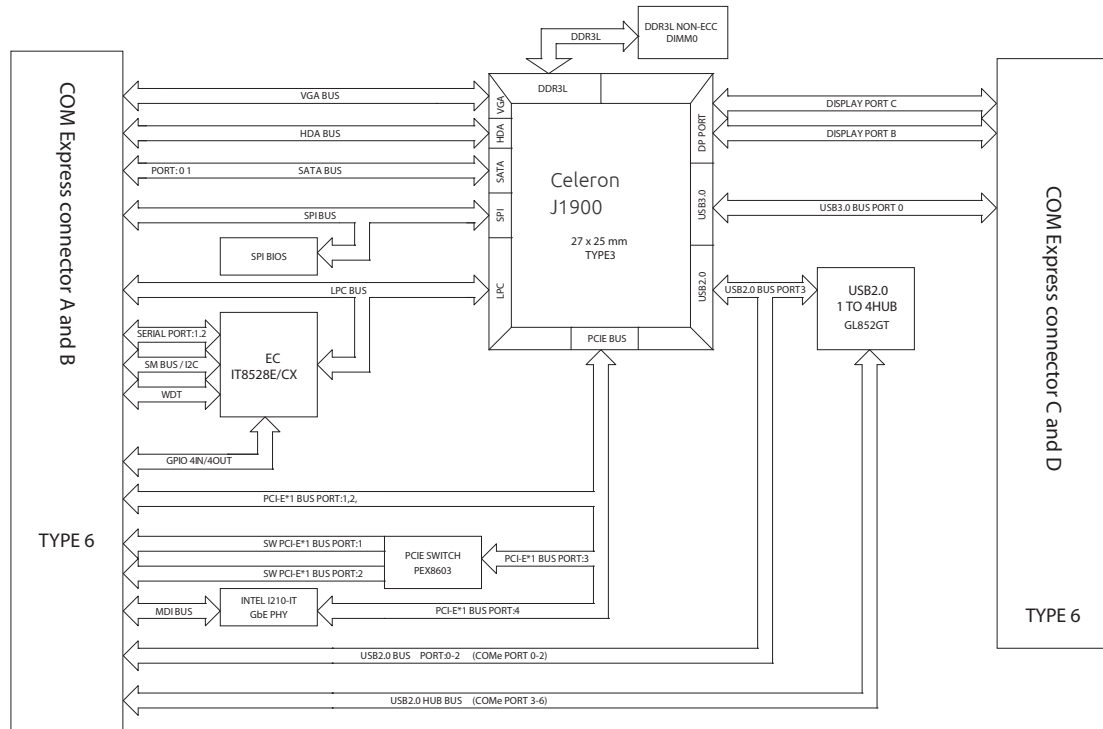 DDR3L
DDR3L NON-ECC
DIMM0
COM Express connector A and B
TYPE 6
VGA BUS
HDA BUS
PORT: 0 1
SATA BUS
SPI BUS
SPI BIOS
LPC BUS
SERIAL PORT:1.2
SM BUS / I2C
WDT
EC
IT8528E/CX
GPIO 4IN/4OUT
DDR3L
VGA
HDA
SATA
SPI
LPC
Celeron
J1900
27 x 25 mm
TYPE3
DP PORT
USB3.0
USB2.0
PCIE BUS
DISPLAY PORT C
DISPLAY PORT B
USB3.0 BUS PORT 0
USB2.0 BUS PORT3
USB2.0
1 TO 4HUB
GL852GT
COM Express connector C and D
TYPE 6
PCI-E*1 BUS PORT:1,2,
SW PCI-E*1 BUS PORT:1
SW PCI-E*1 BUS PORT:2
PCIE SWITCH
PEX8603
PCI-E*1 BUS PORT:3
MDI BUS
INTEL I210-IT
GbE PHY
PCI-E*1 BUS PORT:4
USB2.0 BUS PORT:0-2 (COMe PORT 0-2)
USB2.0 HUB BUS (COMe PORT 3-6)